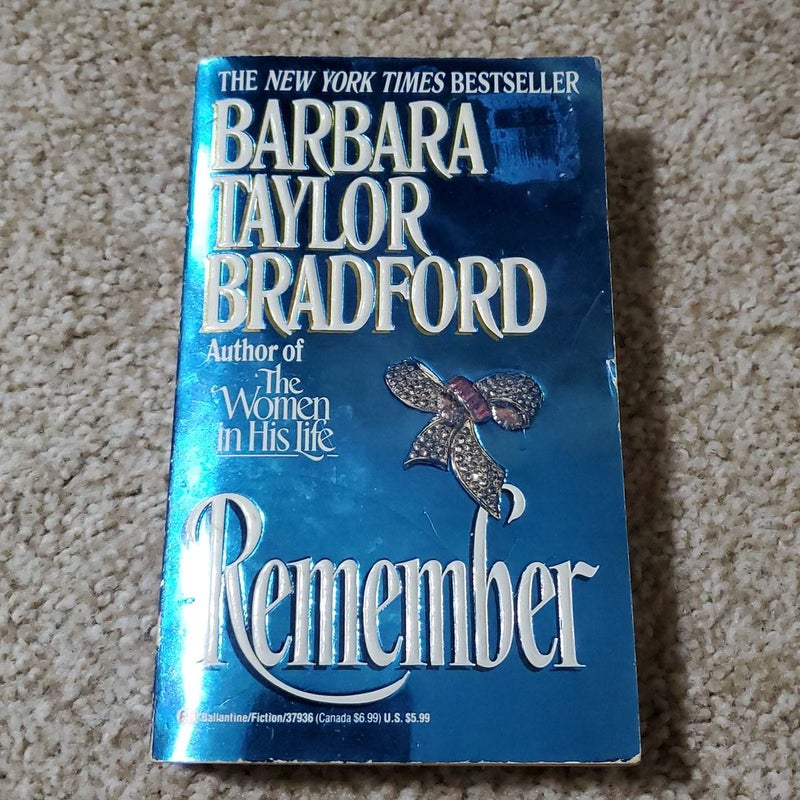 THE NEW YORK TIMES BESTSELLER
BARBARA
TAYLOR
BRADFORD
Author of
The
Women
In His Life
Remember
Ballantine/Fiction/37936 (Canada $6.99) U.S. $5.99